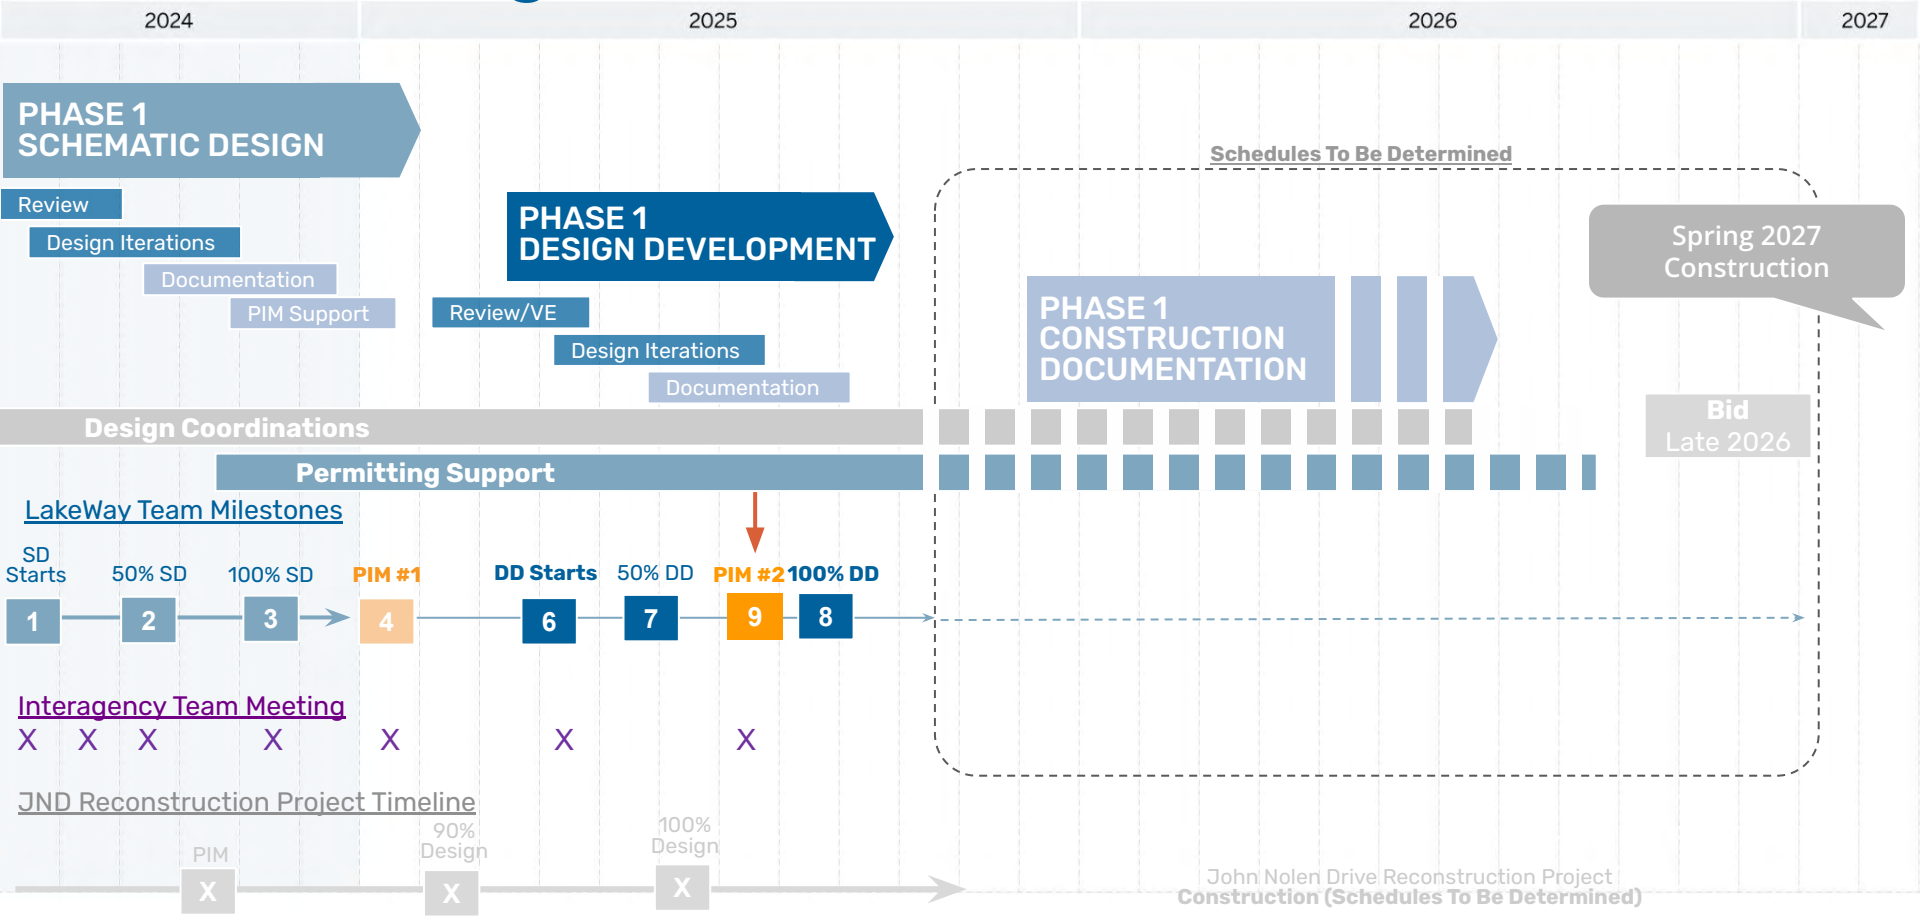 2024
2025
2026
2027
PHASE 1
SCHEMATIC DESIGN
Schedules To Be Determined
Review
Design Iterations
Documentation
PIM Support
PHASE 1
DESIGN DEVELOPMENT
Review/VE
Design Iterations
Documentation
Spring 2027
Construction
PHASE 1
CONSTRUCTION
DOCUMENTATION
Bid
Late 2026
Design Coordinations
Permitting Support
LakeWay Team Milestones
SD
Starts
50% SD
100% SD
PIM #1
DD Starts
50% DD
PIM #2
100% DD
1
2
3
4
6
7
9
8
Interagency Team Meeting
X X X X X X X
JND Reconstruction Project Timeline
PIM
90%
Design
100%
Design
X
X
X
John Nolen Drive Reconstruction Project
Construction (Schedules To Be Determined)